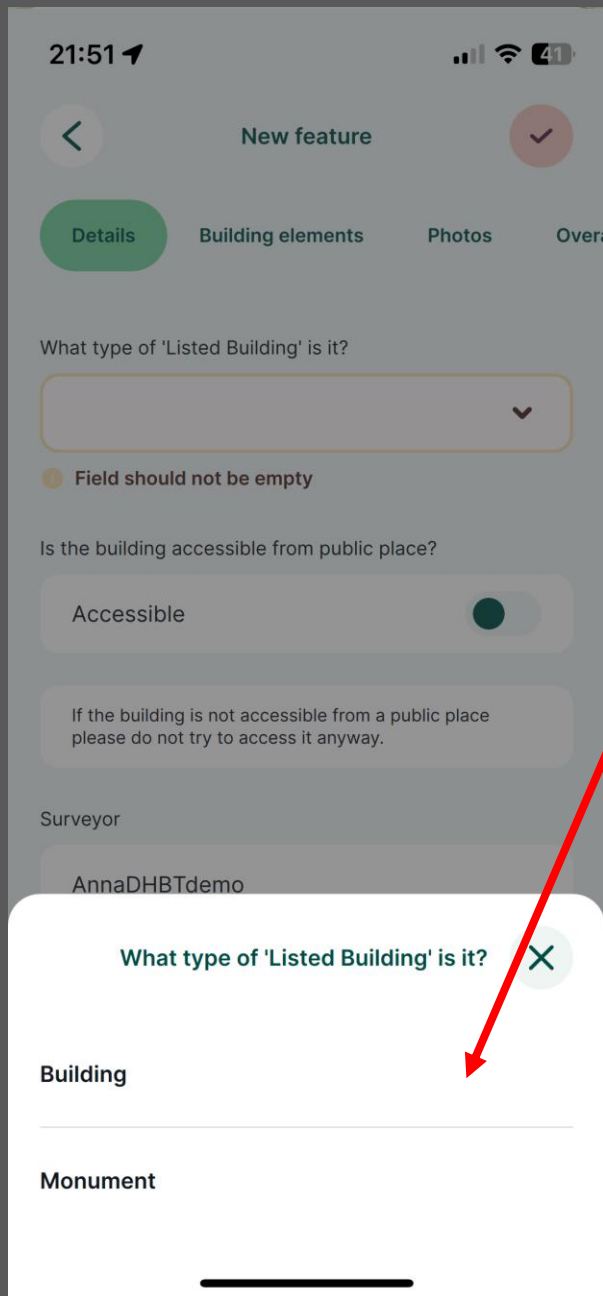 21:51
41
New feature
Details Building elements Photos Overa
What type of 'Listed Building' is it?
Field should not be empty
Is the building accessible from public place?
Accessible
If the building is not accessible from a public place
please do not try to access it anyway.
Surveyor
AnnaDHBTdemo
What type of 'Listed Building' is it?
Building
Monument